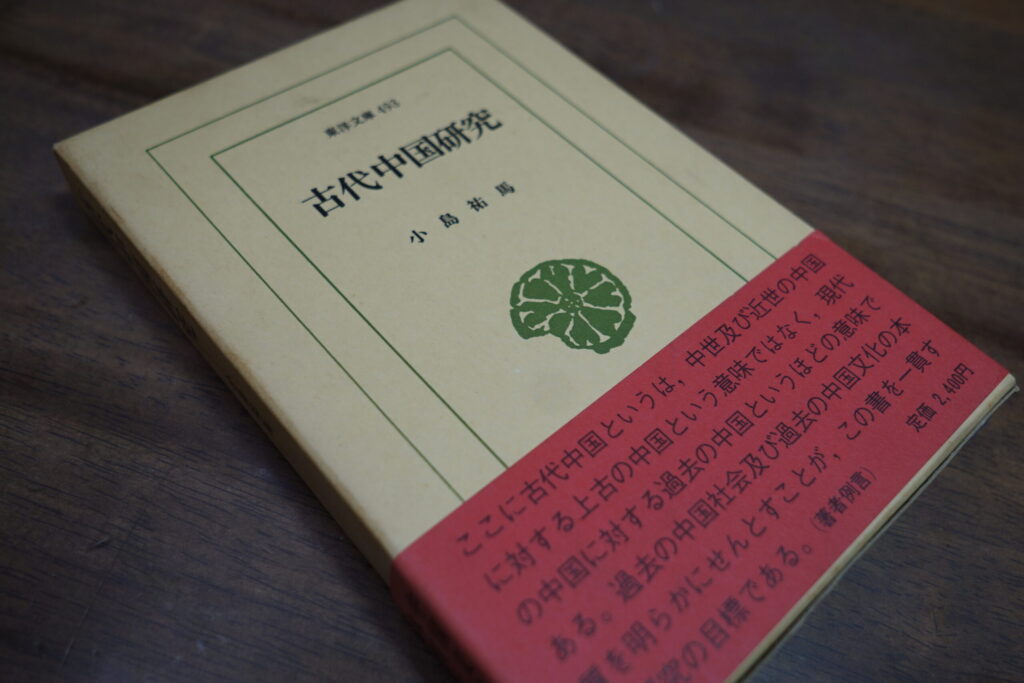 東洋文庫 493
古代中国研究
小島祐馬
ここに古代中国というは，中世及び近世の中国
に対する上古の中国という意味ではなく，現代
の中国に対する過去の中国というほどの意味で
ある。過去の中国社会及び過去の中国文化の本
質を明らかにせんとすることが，この書を一貫す
究の目標である。（著者例言）
定価 2,400円